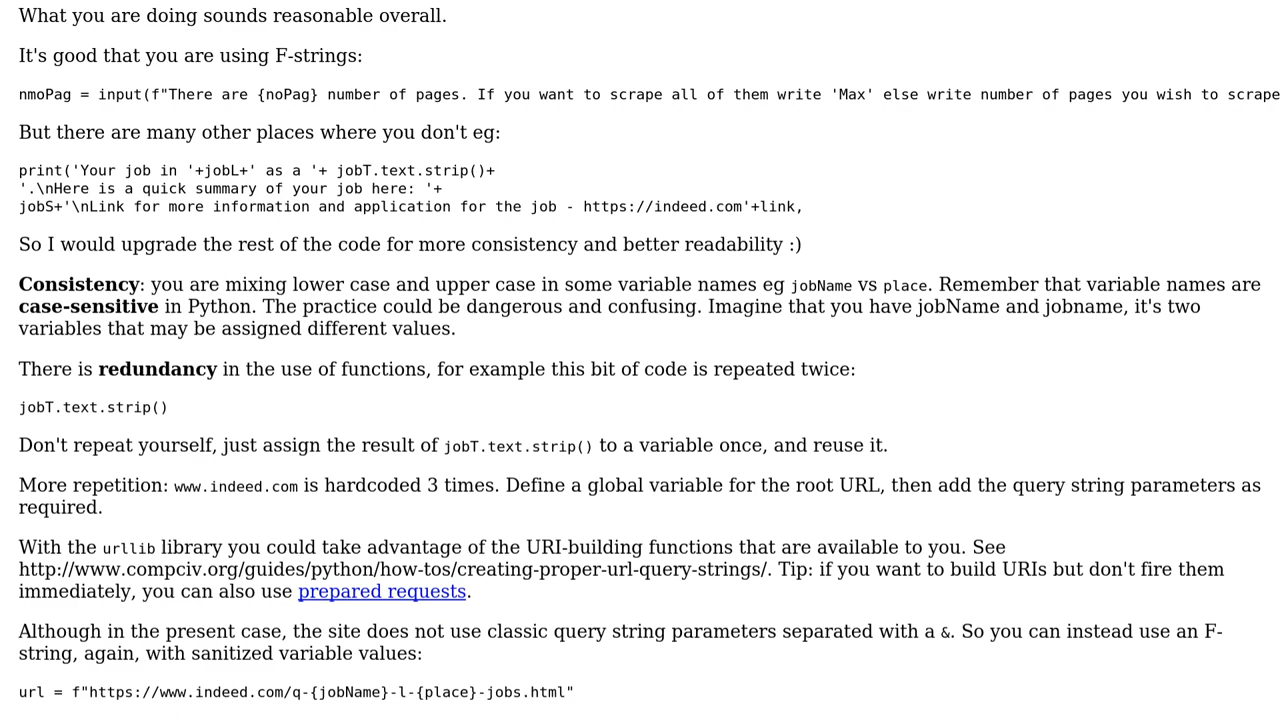 What you are doing sounds reasonable overall.
It's good that you are using F-strings:
nmoPag = input(f"There are {noPag} number of pages. If you want to scrape all of them write 'Max' else write number of pages you wish to scrape
But there are many other places where you don't eg:
print('Your job in '+jobL+' as a '+ jobT.text.strip()+
'.\nHere is a quick summary of your job here: '+
jobS+'\nLink for more information and application for the job - https://indeed.com'+link,
So I would upgrade the rest of the code for more consistency and better readability :)
Consistency: you are mixing lower case and upper case in some variable names eg jobName vs place. Remember that variable names are
case-sensitive in Python. The practice could be dangerous and confusing. Imagine that you have jobName and jobname, it's two
variables that may be assigned different values.
There is redundancy in the use of functions, for example this bit of code is repeated twice:
jobT.text.strip()
Don't repeat yourself, just assign the result of jobT.text.strip() to a variable once, and reuse it.
More repetition: www.indeed.com is hardcoded 3 times. Define a global variable for the root URL, then add the query string parameters as
required.
With the urllib library you could take advantage of the URI-building functions that are available to you. See
http://www.compciv.org/guides/python/how-tos/creating-proper-url-query-strings/. Tip: if you want to build URIs but don't fire them
immediately, you can also use prepared requests.
Although in the present case, the site does not use classic query string parameters separated with a &. So you can instead use an F-
string, again, with sanitized variable values:
url = f"https://www.indeed.com/q-{jobName}-l-{place}-jobs.html"